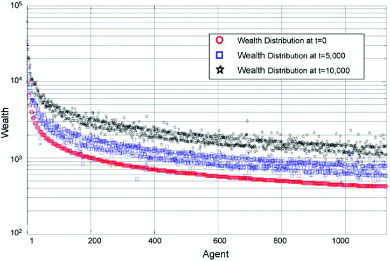 10^5
10^4
10^3
10^2
Wealth
Wealth Distribution at t=0
Wealth Distribution at t=5,000
Wealth Distribution at t=10,000
1 200 400 600 800 1000
Agent